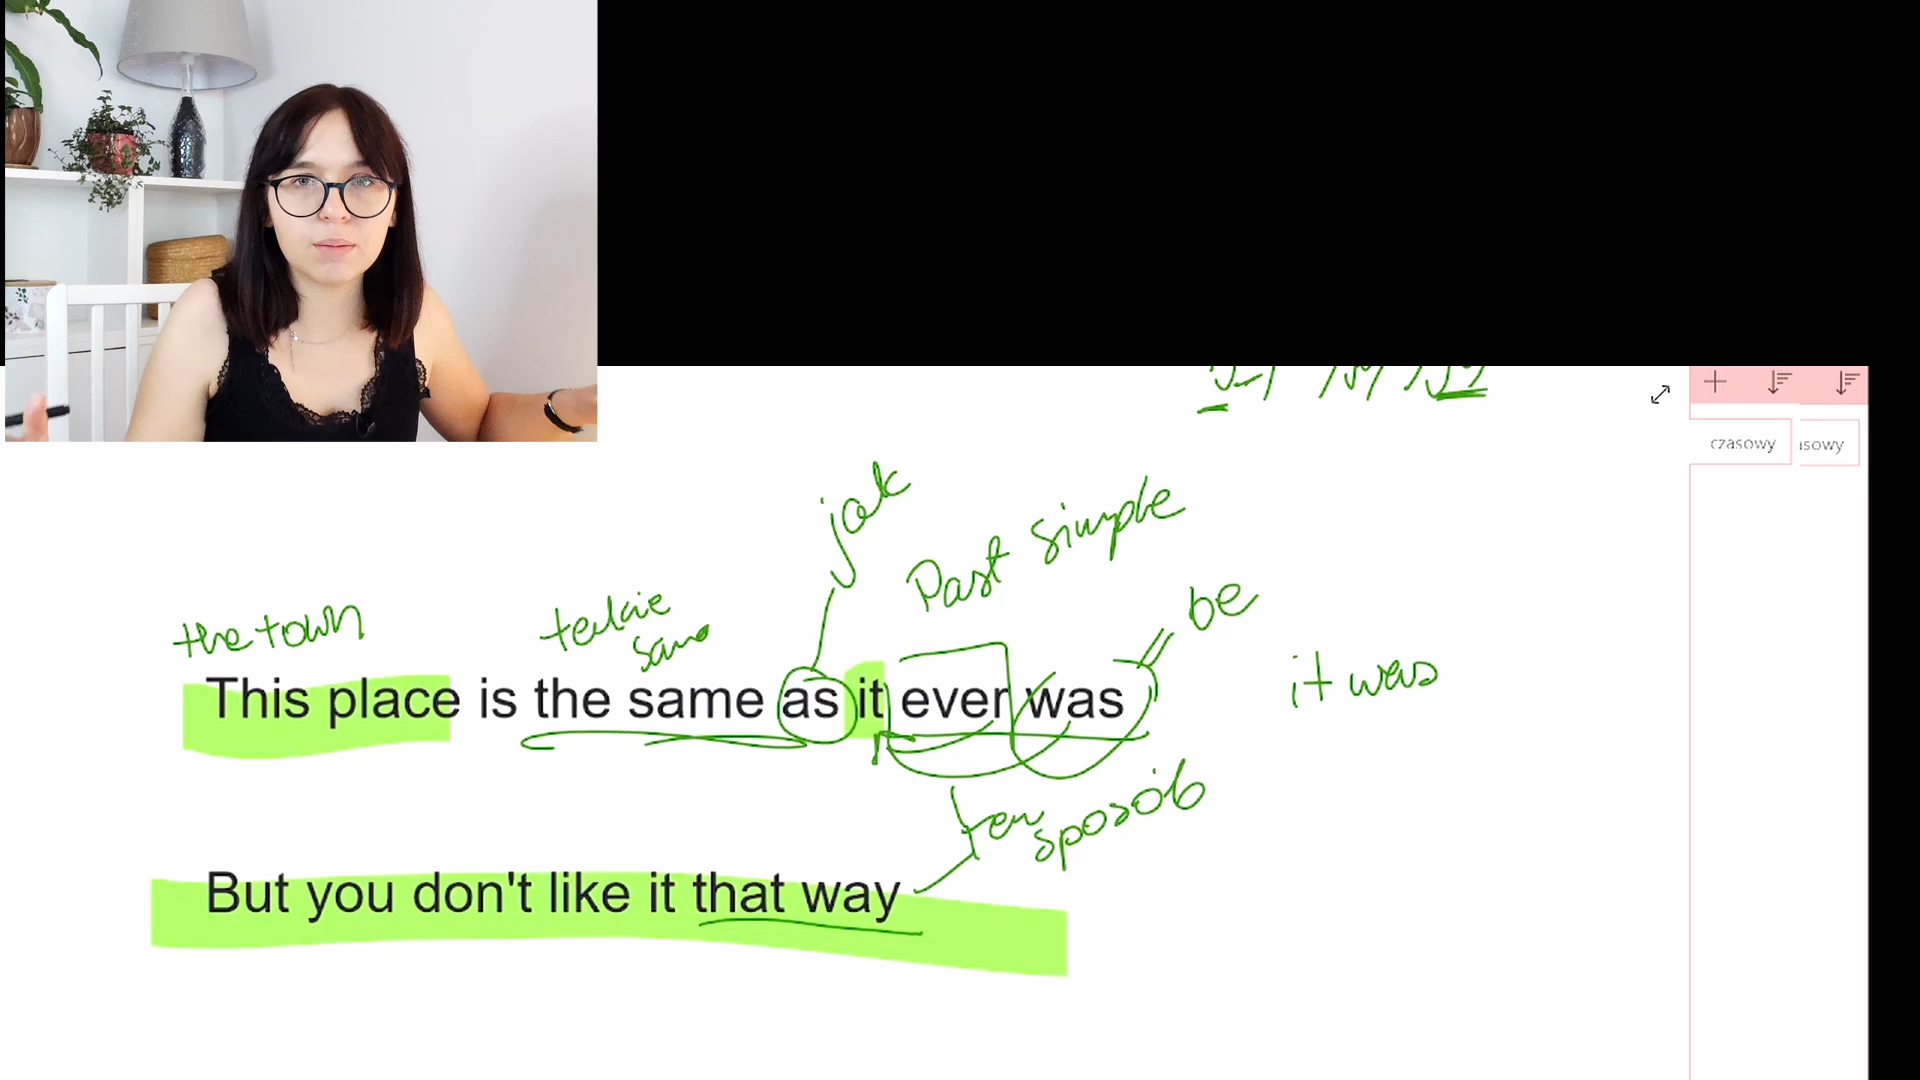 czasowy
asowy
jak
Past Simple
be
the town
takie
samo
it was
This place is the same as it ever was
ten
sposób
But you don't like it that way